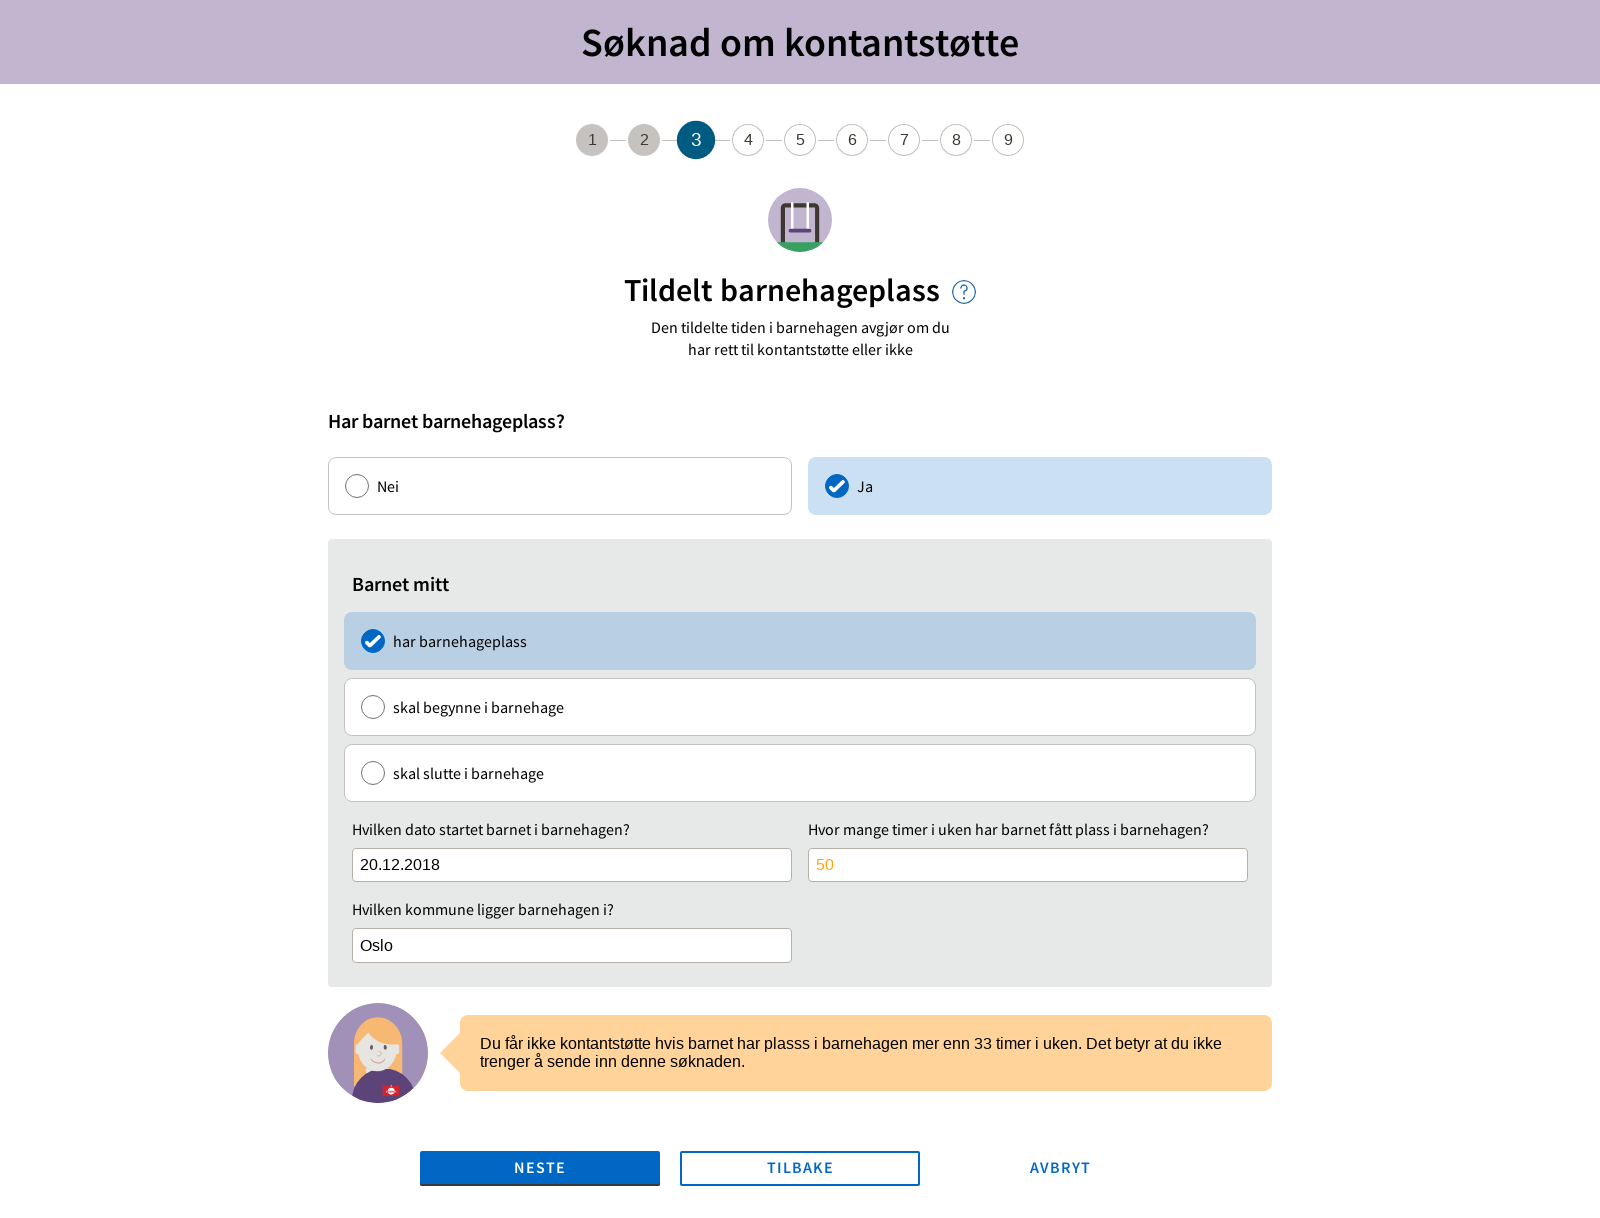 Søknad om kontantstøtte
1 2 3 4 5 6 7 8 9
Tildelt barnehageplass ?
Den tildelte tiden i barnehagen avgjør om du
har rett til kontantstøtte eller ikke
Har barnet barnehageplass?
Nei Ja
Barnet mitt
har barnehageplass
skal begynne i barnehage
skal slutte i barnehage
Hvilken dato startet barnet i barnehagen? Hvor mange timer i uken har barnet fått plass i barnehagen?
20.12.2018 50
Hvilken kommune ligger barnehagen i?
Oslo
Du får ikke kontantstøtte hvis barnet har plasss i barnehagen mer enn 33 timer i uken. Det betyr at du ikke
trenger å sende inn denne søknaden.
NESTE TILBAKE AVBRYT